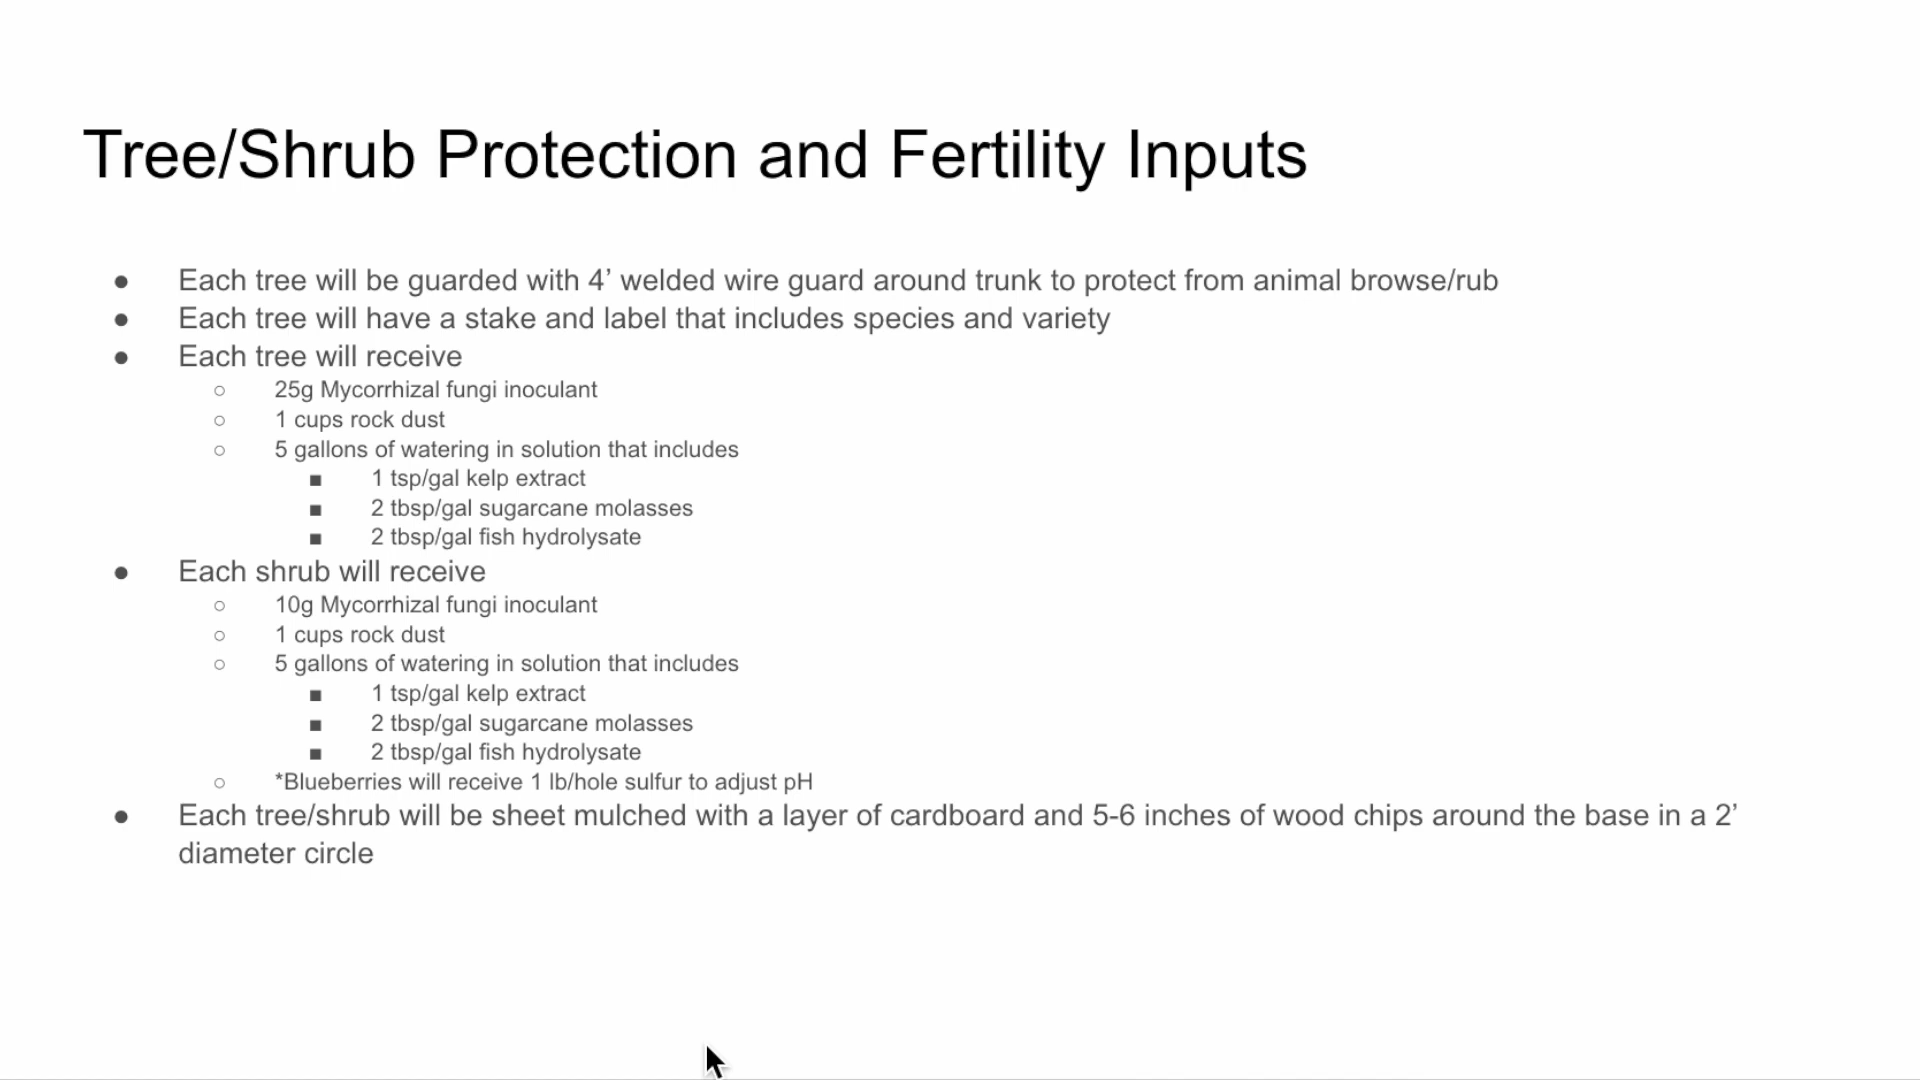 Tree/Shrub Protection and Fertility Inputs
● Each tree will be guarded with 4’ welded wire guard around trunk to protect from animal browse/rub
● Each tree will have a stake and label that includes species and variety
● Each tree will receive
○ 25g Mycorrhizal fungi inoculant
○ 1 cups rock dust
○ 5 gallons of watering in solution that includes
■ 1 tsp/gal kelp extract
■ 2 tbsp/gal sugarcane molasses
■ 2 tbsp/gal fish hydrolysate
● Each shrub will receive
○ 10g Mycorrhizal fungi inoculant
○ 1 cups rock dust
○ 5 gallons of watering in solution that includes
■ 1 tsp/gal kelp extract
■ 2 tbsp/gal sugarcane molasses
■ 2 tbsp/gal fish hydrolysate
○ *Blueberries will receive 1 lb/hole sulfur to adjust pH
● Each tree/shrub will be sheet mulched with a layer of cardboard and 5-6 inches of wood chips around the base in a 2’
diameter circle